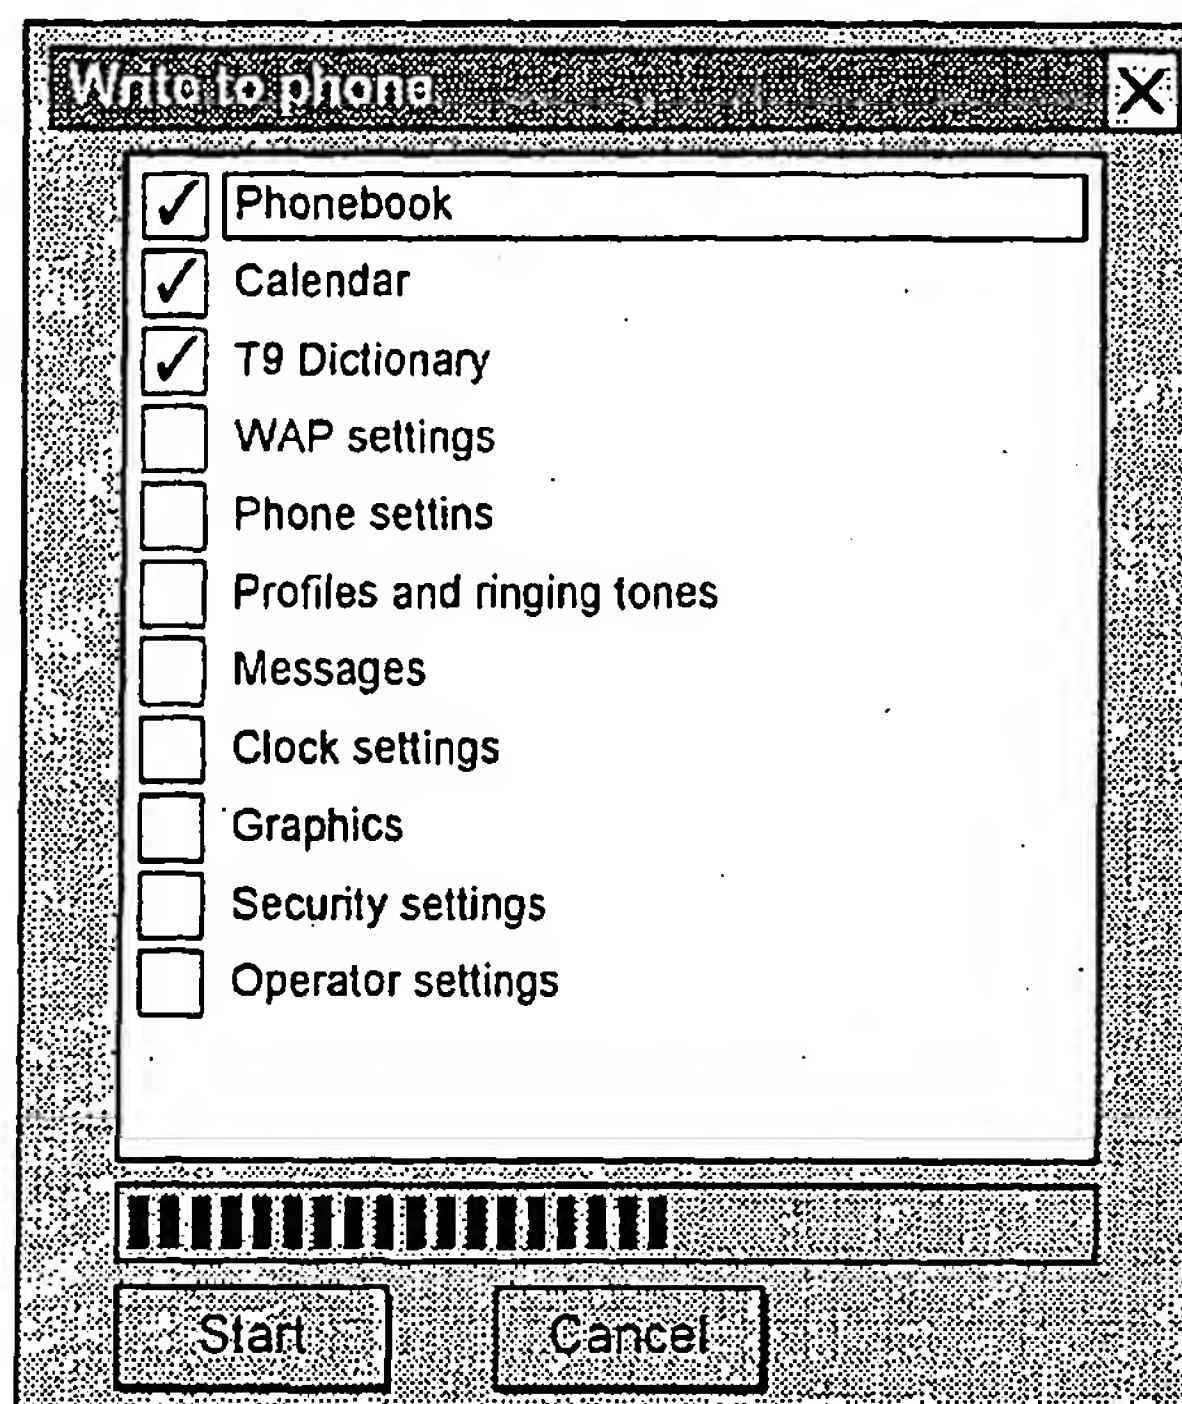 Write to phone
Phonebook
Calendar
T9 Dictionary
WAP settings
Phone settins
Profiles and ringing tones
Messages
Clock settings
Graphics
Security settings
Operator settings
Start
Cancel